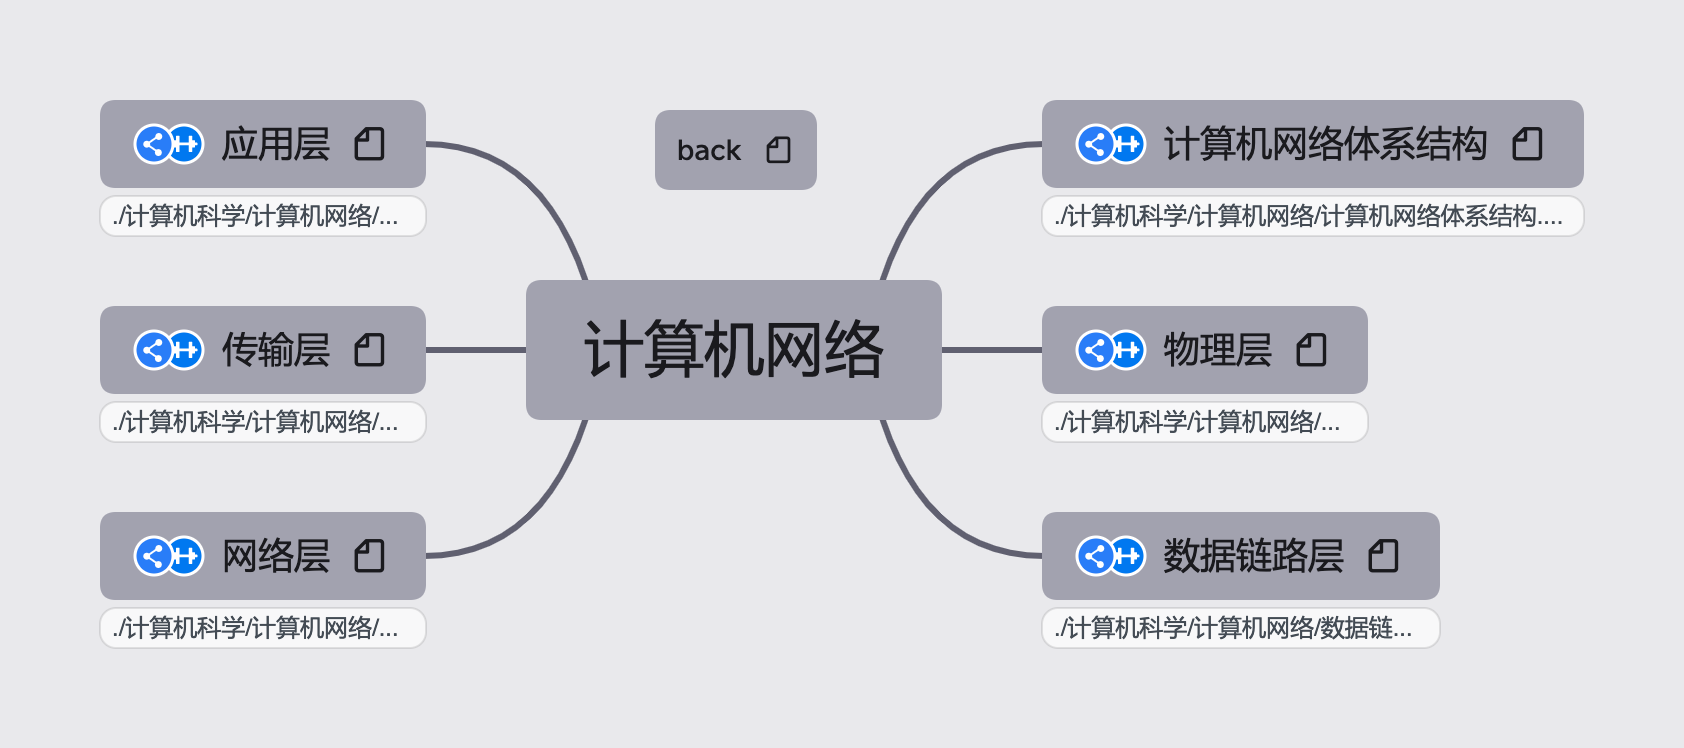 back
计算机网络
计算机网络体系结构
./计算机科学/计算机网络/计算机网络体系结构....
物理层
./计算机科学/计算机网络/...
数据链路层
./计算机科学/计算机网络/数据链...
应用层
./计算机科学/计算机网络/...
传输层
./计算机科学/计算机网络/...
网络层
./计算机科学/计算机网络/...